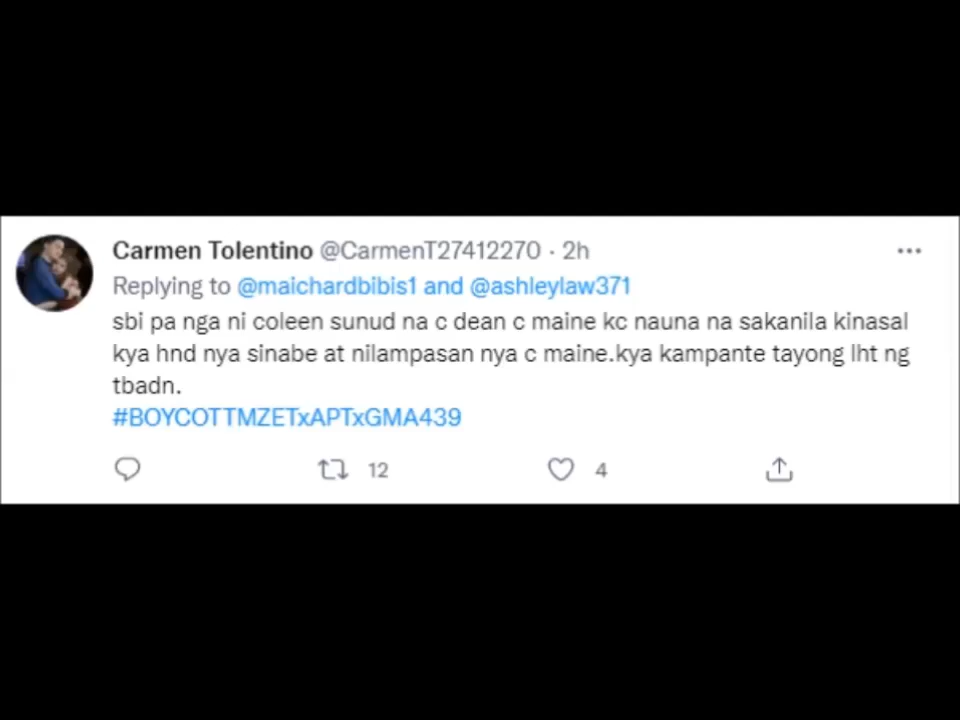 Carmen Tolentino @CarmenT27412270 · 2h
Replying to @maichardbibis1 and @ashleylaw371
sbi pa nga ni coleen sunud na c dean c maine kc nauna na sakanila kinasal
kya hnd nya sinabe at nilampasan nya c maine.kya kampante tayong lht ng
tbadn.
#BOYCOTTMZETxAPTxGMA439
12 4